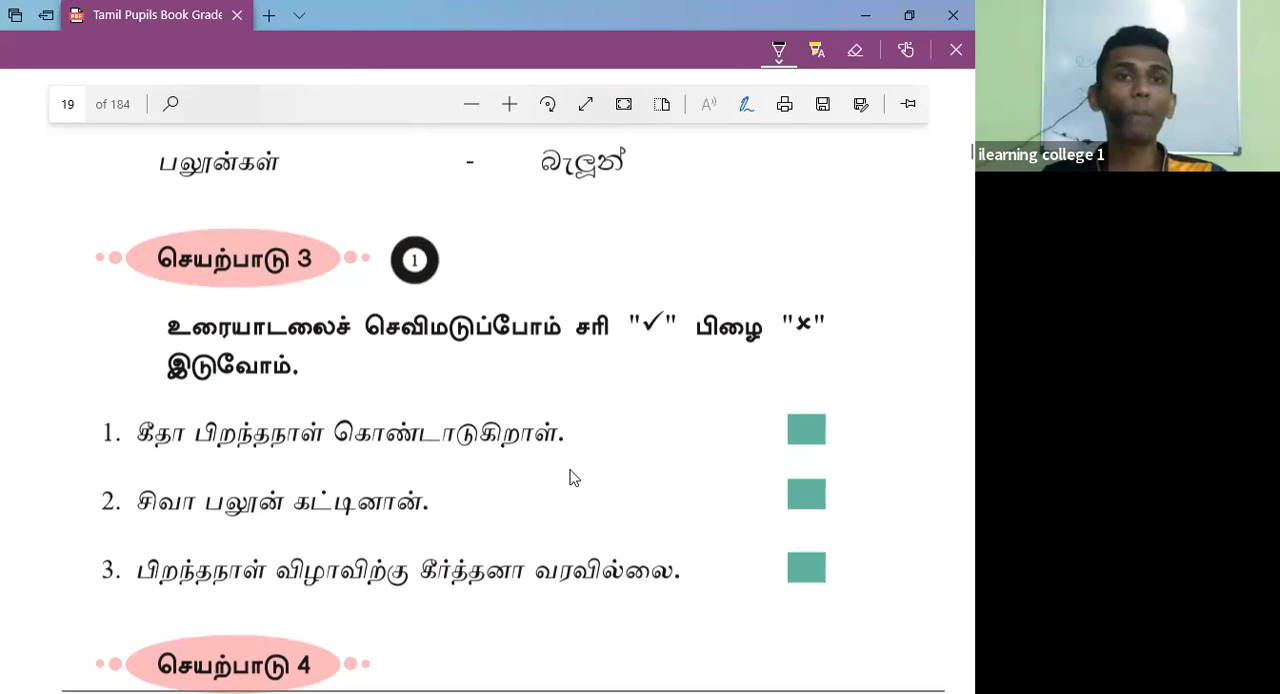 Tamil Pupils Book Grade
19 of 184
பலூன்கள் - බැලූන්
செயற்பாடு 3 1
உரையாடலைச் செவிமடுப்போம் சரி "✓" பிழை "×"
இடுவோம்.
1. கீதா பிறந்தநாள் கொண்டாடுகிறாள்.
2. சிவா பலூன் கட்டினான்.
3. பிறந்தநாள் விழாவிற்கு கீர்த்தனா வரவில்லை.
செயற்பாடு 4
ilearning college 1